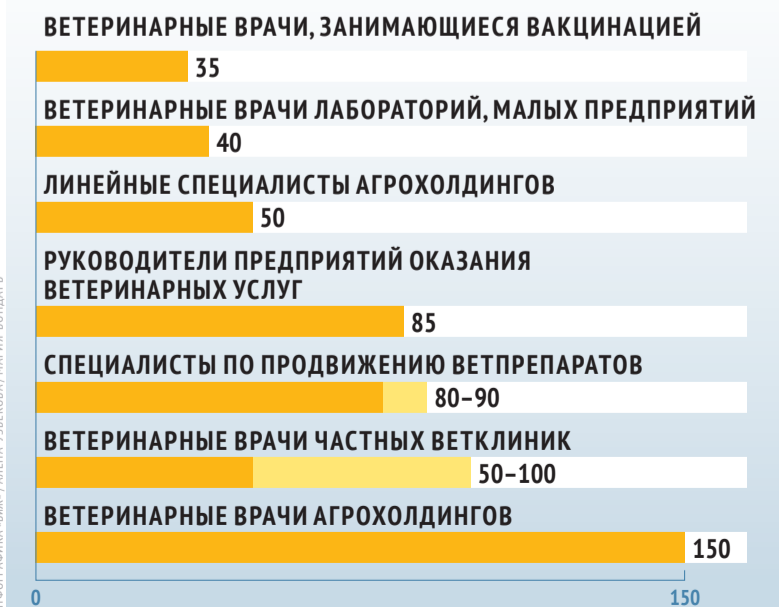 ВЕТЕРИНАРНЫЕ ВРАЧИ, ЗАНИМАЮЩИЕСЯ ВАКЦИНАЦИЕЙ
35
ВЕТЕРИНАРНЫЕ ВРАЧИ ЛАБОРАТОРИЙ, МАЛЫХ ПРЕДПРИЯТИЙ
40
ЛИНЕЙНЫЕ СПЕЦИАЛИСТЫ АГРОХОЛДИНГОВ
50
РУКОВОДИТЕЛИ ПРЕДПРИЯТИЙ ОКАЗАНИЯ
ВЕТЕРИНАРНЫХ УСЛУГ
85
СПЕЦИАЛИСТЫ ПО ПРОДВИЖЕНИЮ ВЕТПРЕПАРАТОВ
80–90
ВЕТЕРИНАРНЫЕ ВРАЧИ ЧАСТНЫХ ВЕТКЛИНИК
50–100
ВЕТЕРИНАРНЫЕ ВРАЧИ АГРОХОЛДИНГОВ
150
0 150